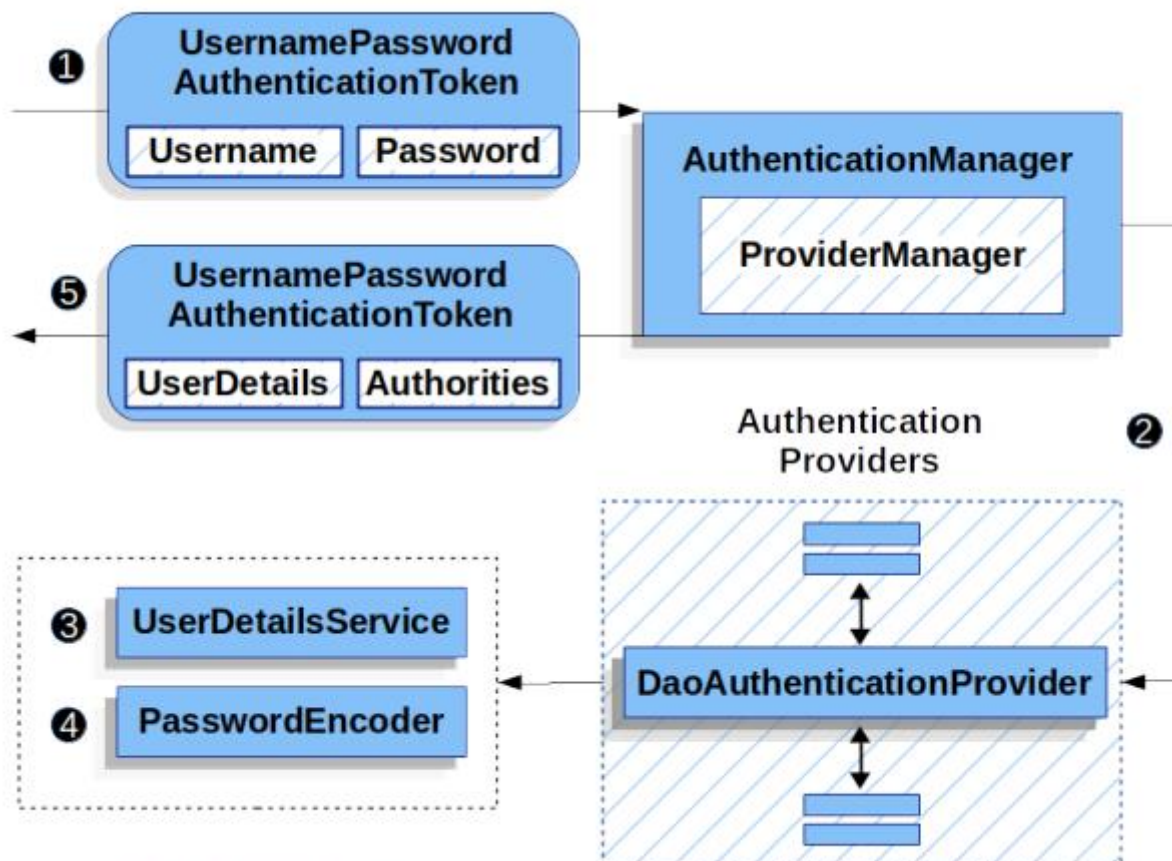 ❶
UsernamePassword
AuthenticationToken
Username
Password
AuthenticationManager
ProviderManager
❺
UsernamePassword
AuthenticationToken
UserDetails
Authorities
Authentication
Providers
❷
❸
UserDetailsService
DaoAuthenticationProvider
❹
PasswordEncoder